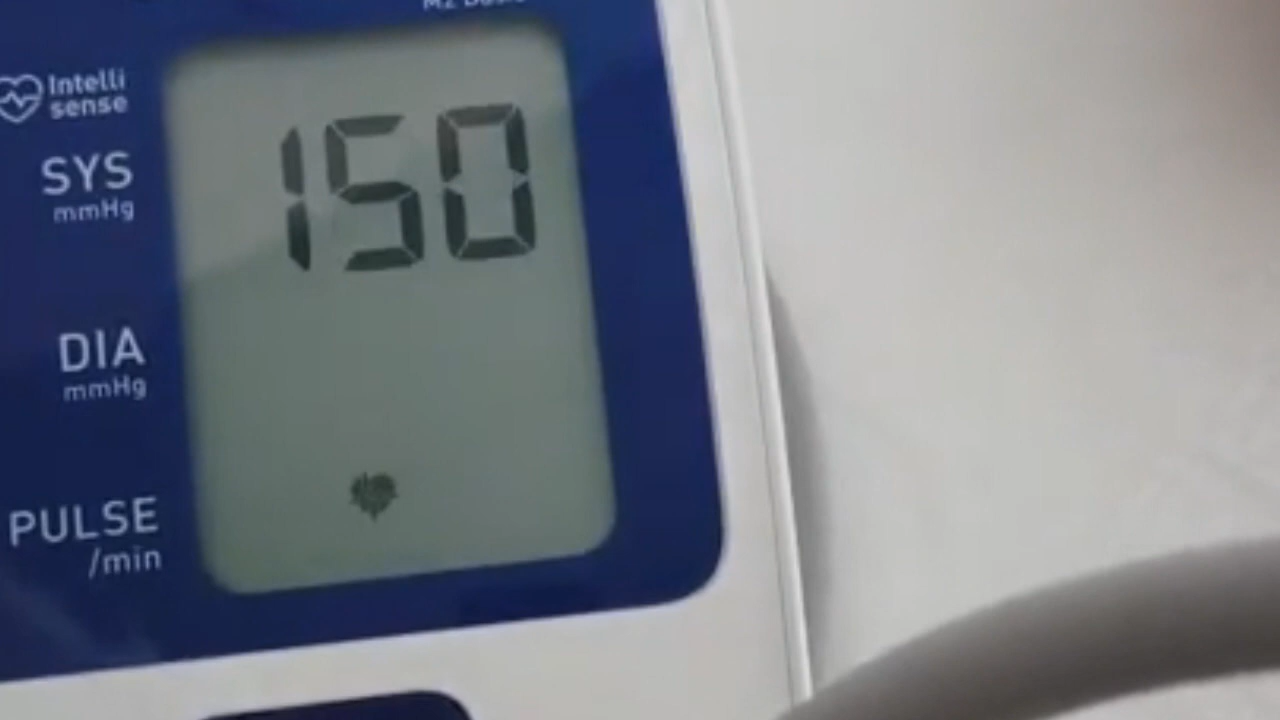 Intelli
sense
150
SYS
mmHg
DIA
mmHg
PULSE
/min